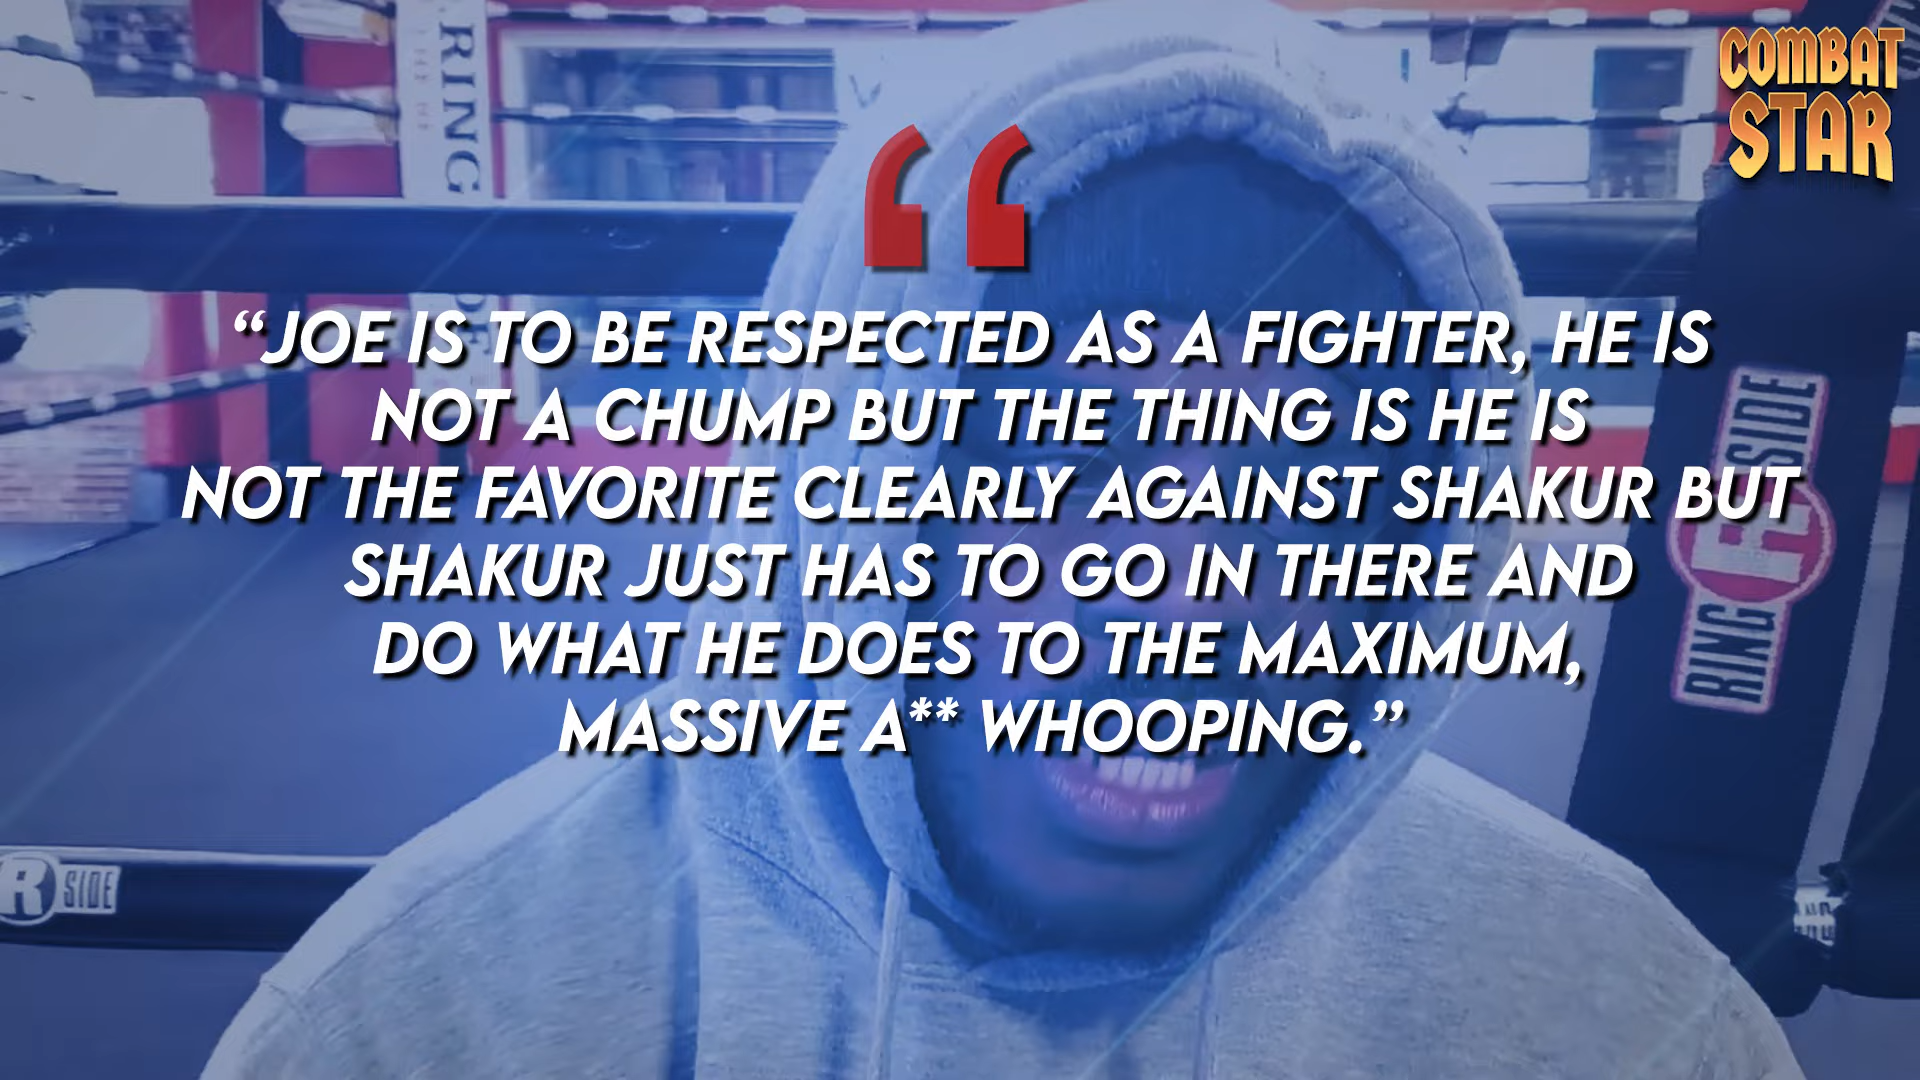 COMBAT
STAR
RING
“
“JOE IS TO BE RESPECTED AS A FIGHTER, HE IS
NOT A CHUMP BUT THE THING IS HE IS
NOT THE FAVORITE CLEARLY AGAINST SHAKUR BUT
SHAKUR JUST HAS TO GO IN THERE AND
DO WHAT HE DOES TO THE MAXIMUM,
MASSIVE A** WHOOPING.”
RING R SIDE
R SIDE